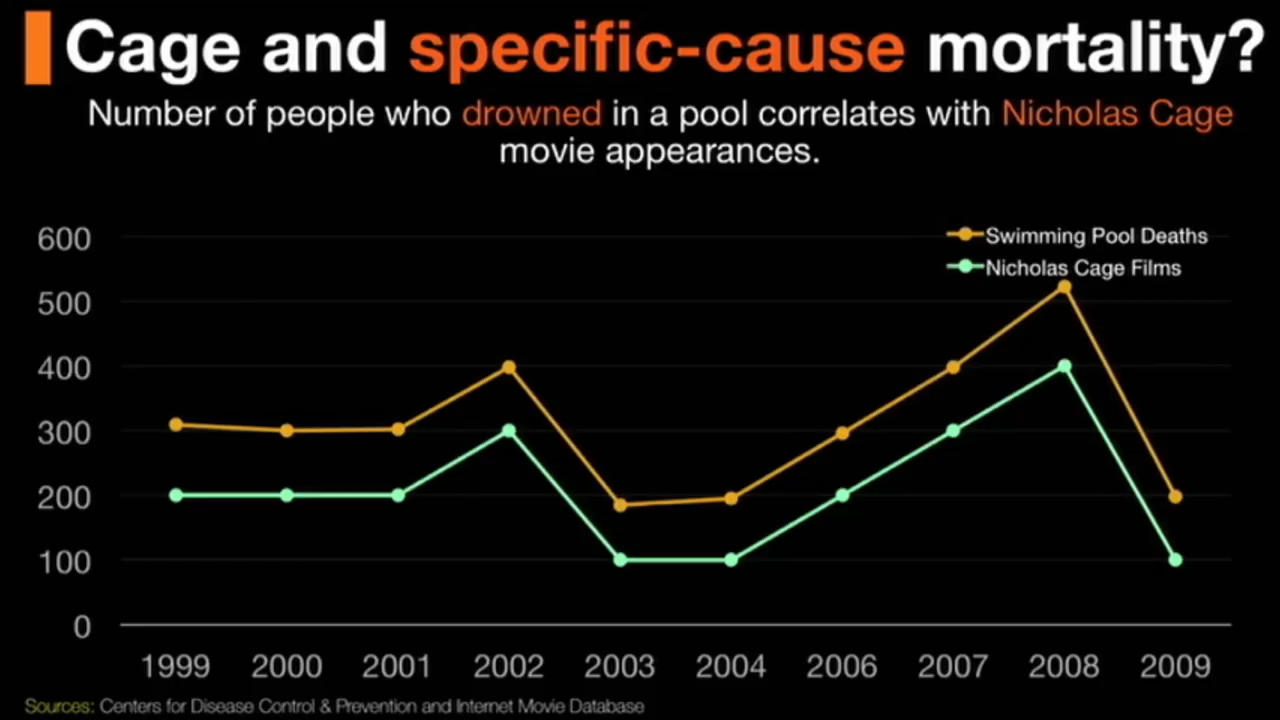 Cage and specific-cause mortality?
Number of people who drowned in a pool correlates with Nicholas Cage
movie appearances.
600
Swimming Pool Deaths
Nicholas Cage Films
500
400
300
200
100
0
1999 2000 2001 2002 2003 2004 2006 2007 2008 2009
Sources: Centers for Disease Control & Prevention and Internet Movie Database